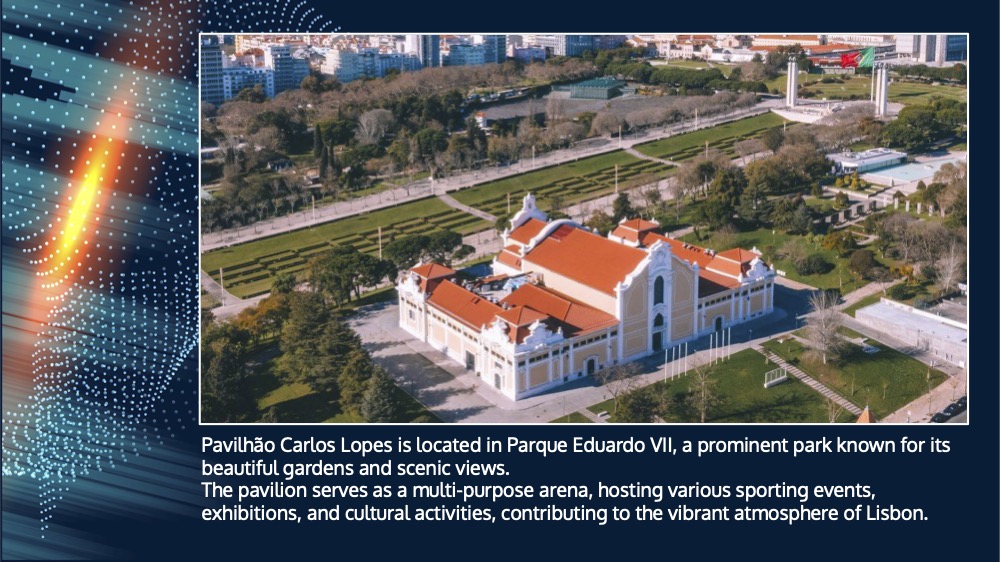 Pavilhão Carlos Lopes is located in Parque Eduardo VII, a prominent park known for its
beautiful gardens and scenic views.
The pavilion serves as a multi-purpose arena, hosting various sporting events,
exhibitions, and cultural activities, contributing to the vibrant atmosphere of Lisbon.